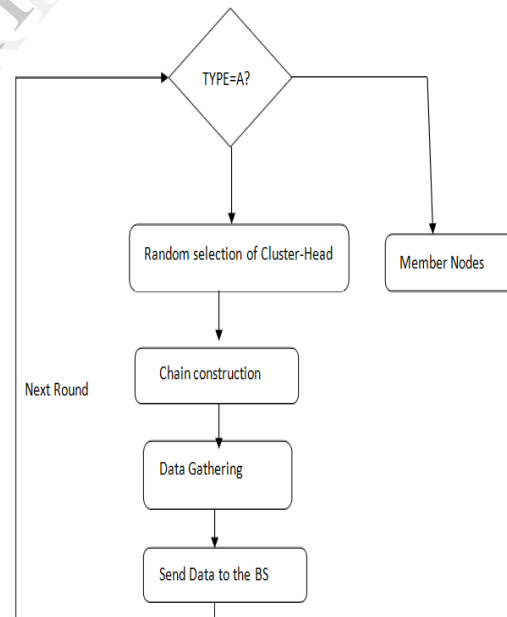 TYPE=A?
Random selection of Cluster-Head
Member Nodes
Chain construction
Next Round
Data Gathering
Send Data to the BS